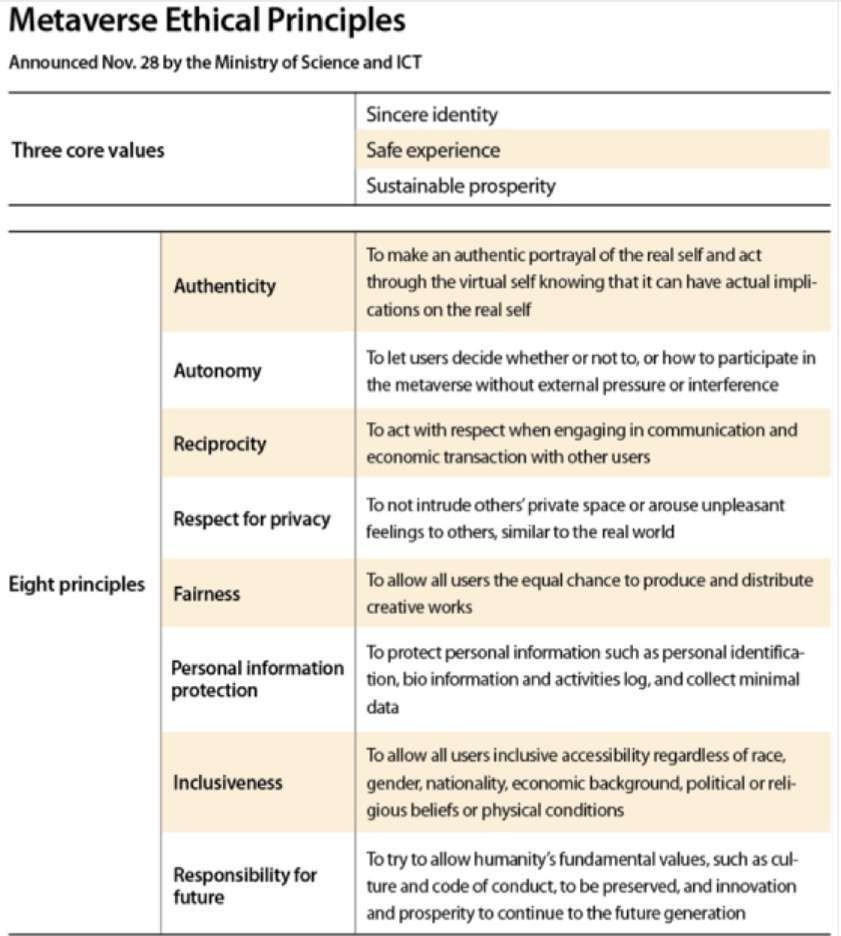 Metaverse Ethical Principles
Announced Nov. 28 by the Ministry of Science and ICT
Three core values
Sincere identity
Safe experience
Sustainable prosperity
Eight principles
Authenticity
To make an authentic portrayal of the real self and act
through the virtual self knowing that it can have actual impli-
cations on the real self
Autonomy
To let users decide whether or not to, or how to participate in
the metaverse without external pressure or interference
Reciprocity
To act with respect when engaging in communication and
economic transaction with other users
Respect for privacy
To not intrude others' private space or arouse unpleasant
feelings to others, similar to the real world
Fairness
To allow all users the equal chance to produce and distribute
creative works
Personal information
protection
To protect personal information such as personal identifica-
tion, bio information and activities log, and collect minimal
data
Inclusiveness
To allow all users inclusive accessibility regardless of race,
gender, nationality, economic background, political or reli-
gious beliefs or physical conditions
Responsibility for
future
To try to allow humanity's fundamental values, such as cul-
ture and code of conduct, to be preserved, and innovation
and prosperity to continue to the future generation